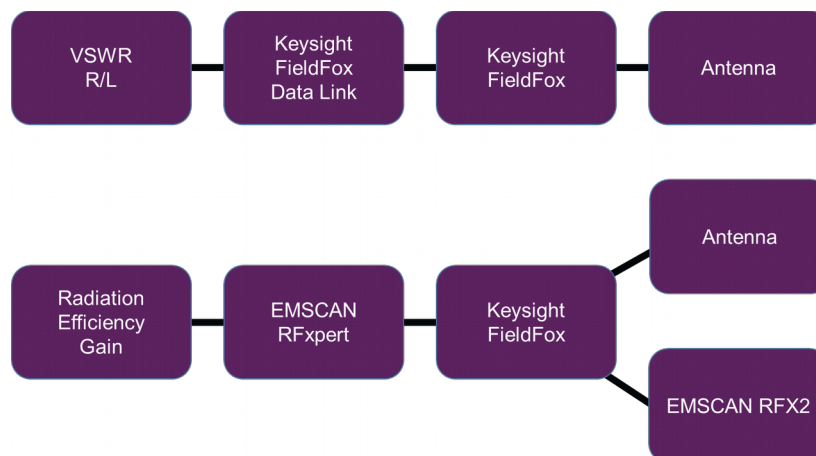 VSWR
R/L
Keysight
FieldFox
Data Link
Keysight
FieldFox
Antenna
Antenna
Radiation
Efficiency
Gain
EMSCAN
RFxpert
Keysight
FieldFox
EMSCAN RFX2